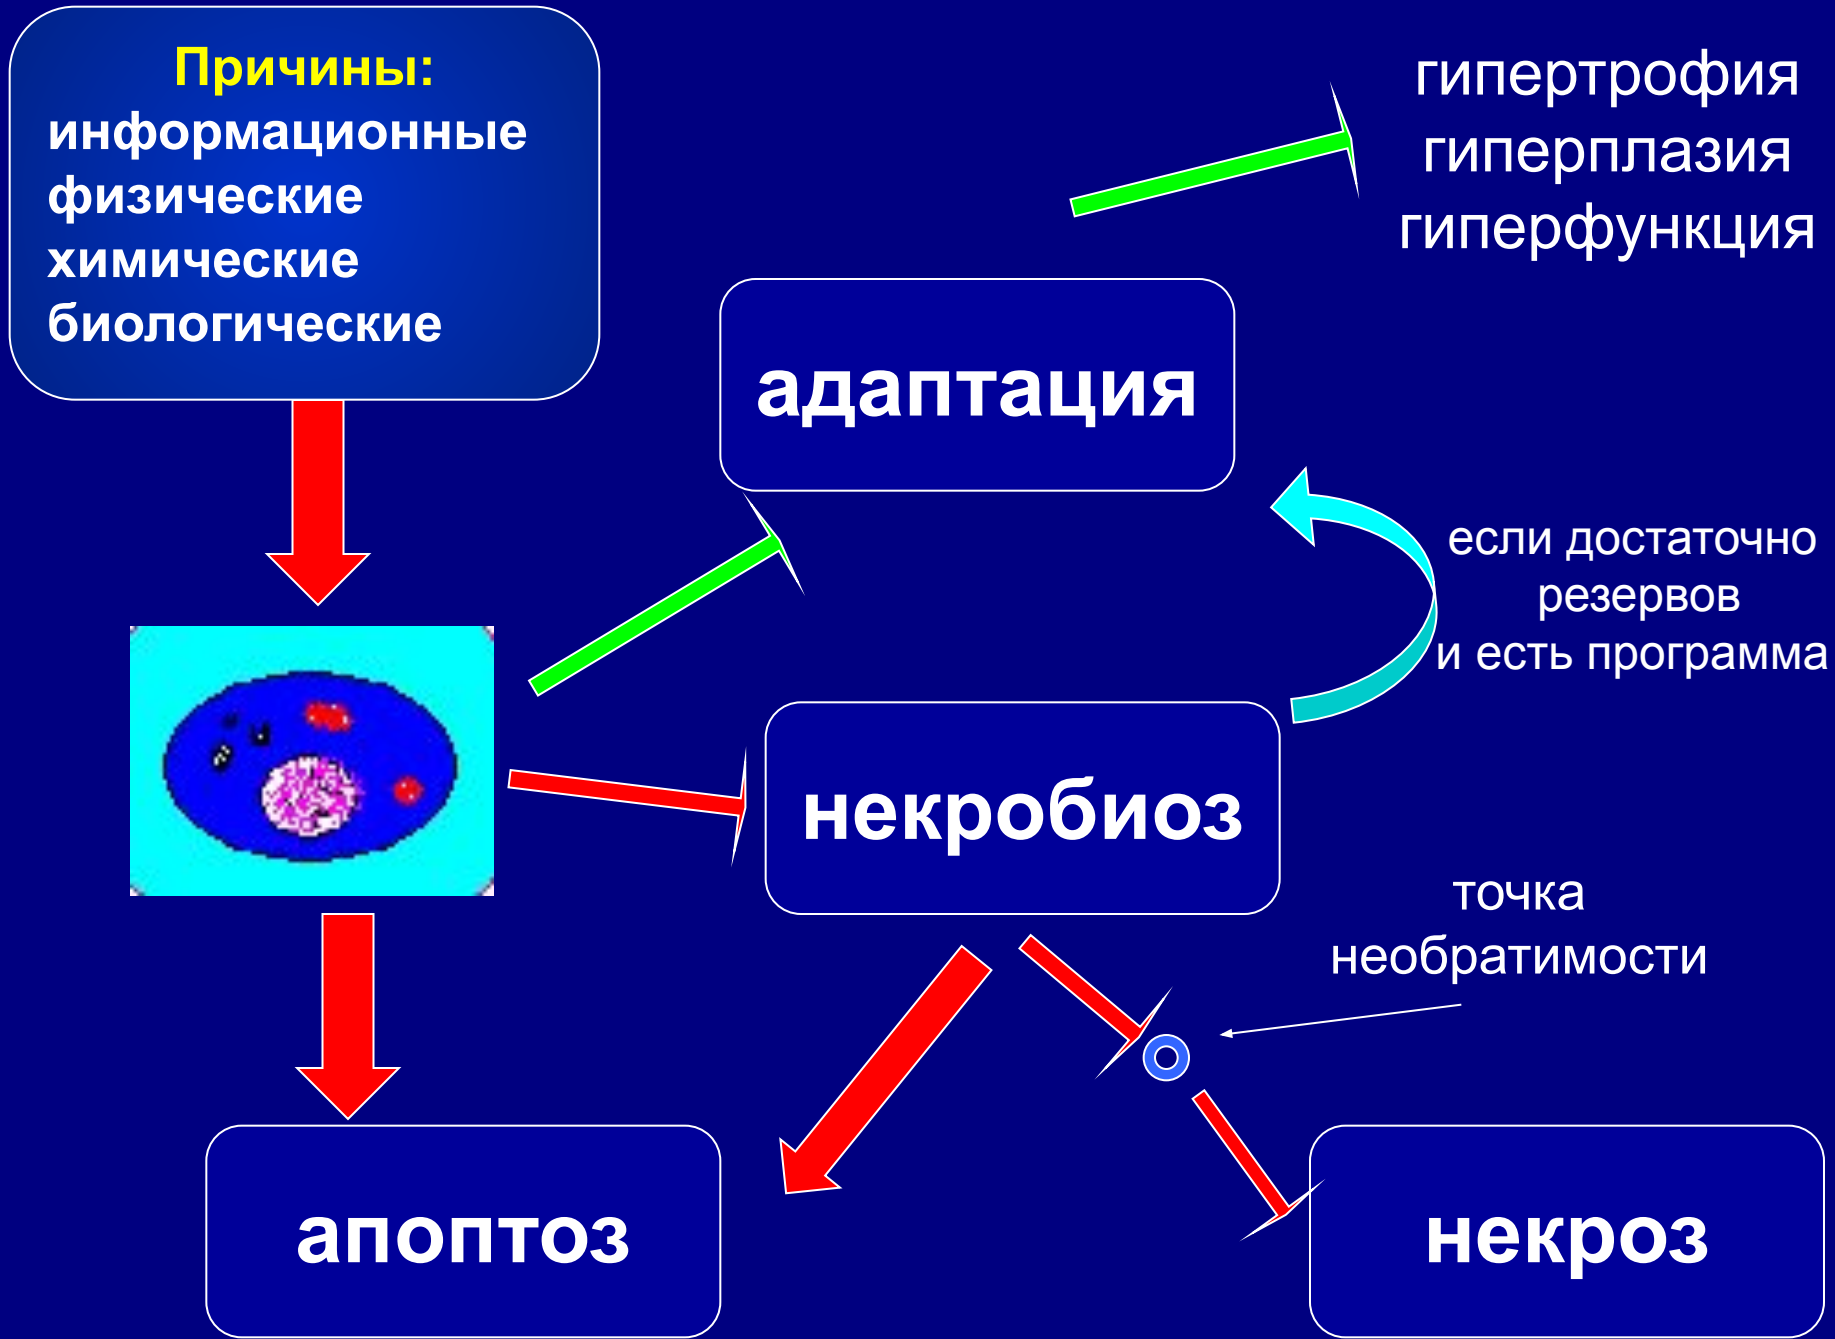 Причины:
информационные
физические
химические
биологические
гипертрофия
гиперплазия
гиперфункция
адаптация
если достаточно
резервов
и есть программа
некробиоз
точка
необратимости
апоптоз
некроз